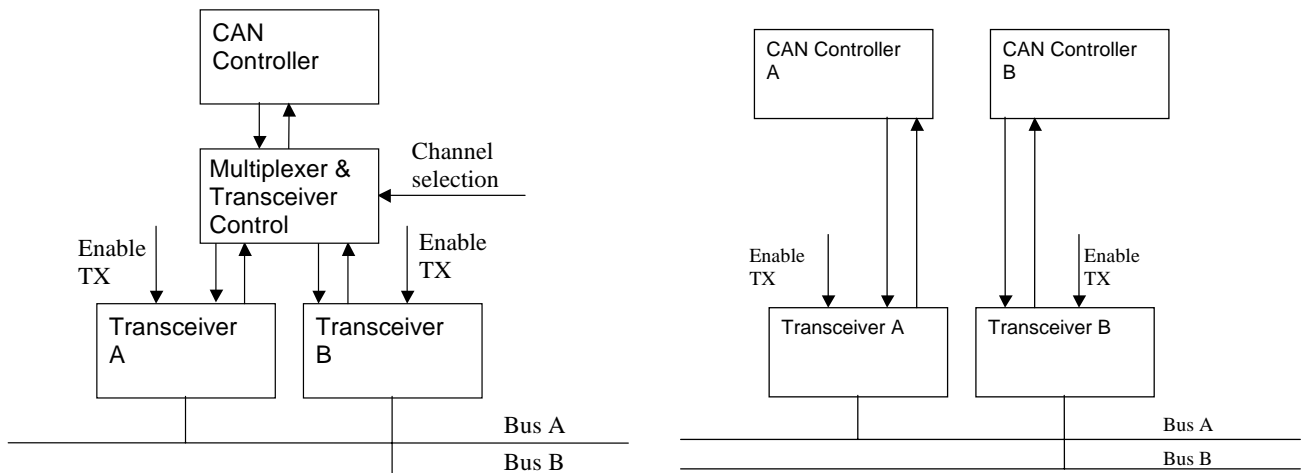 CAN
Controller
Multiplexer &
Transceiver
Control
Channel
selection
Enable
TX
Enable
TX
Transceiver
A
Transceiver
B
Bus A
Bus B
CAN Controller
A
CAN Controller
B
Enable
TX
Enable
TX
Transceiver A
Transceiver B
Bus A
Bus B